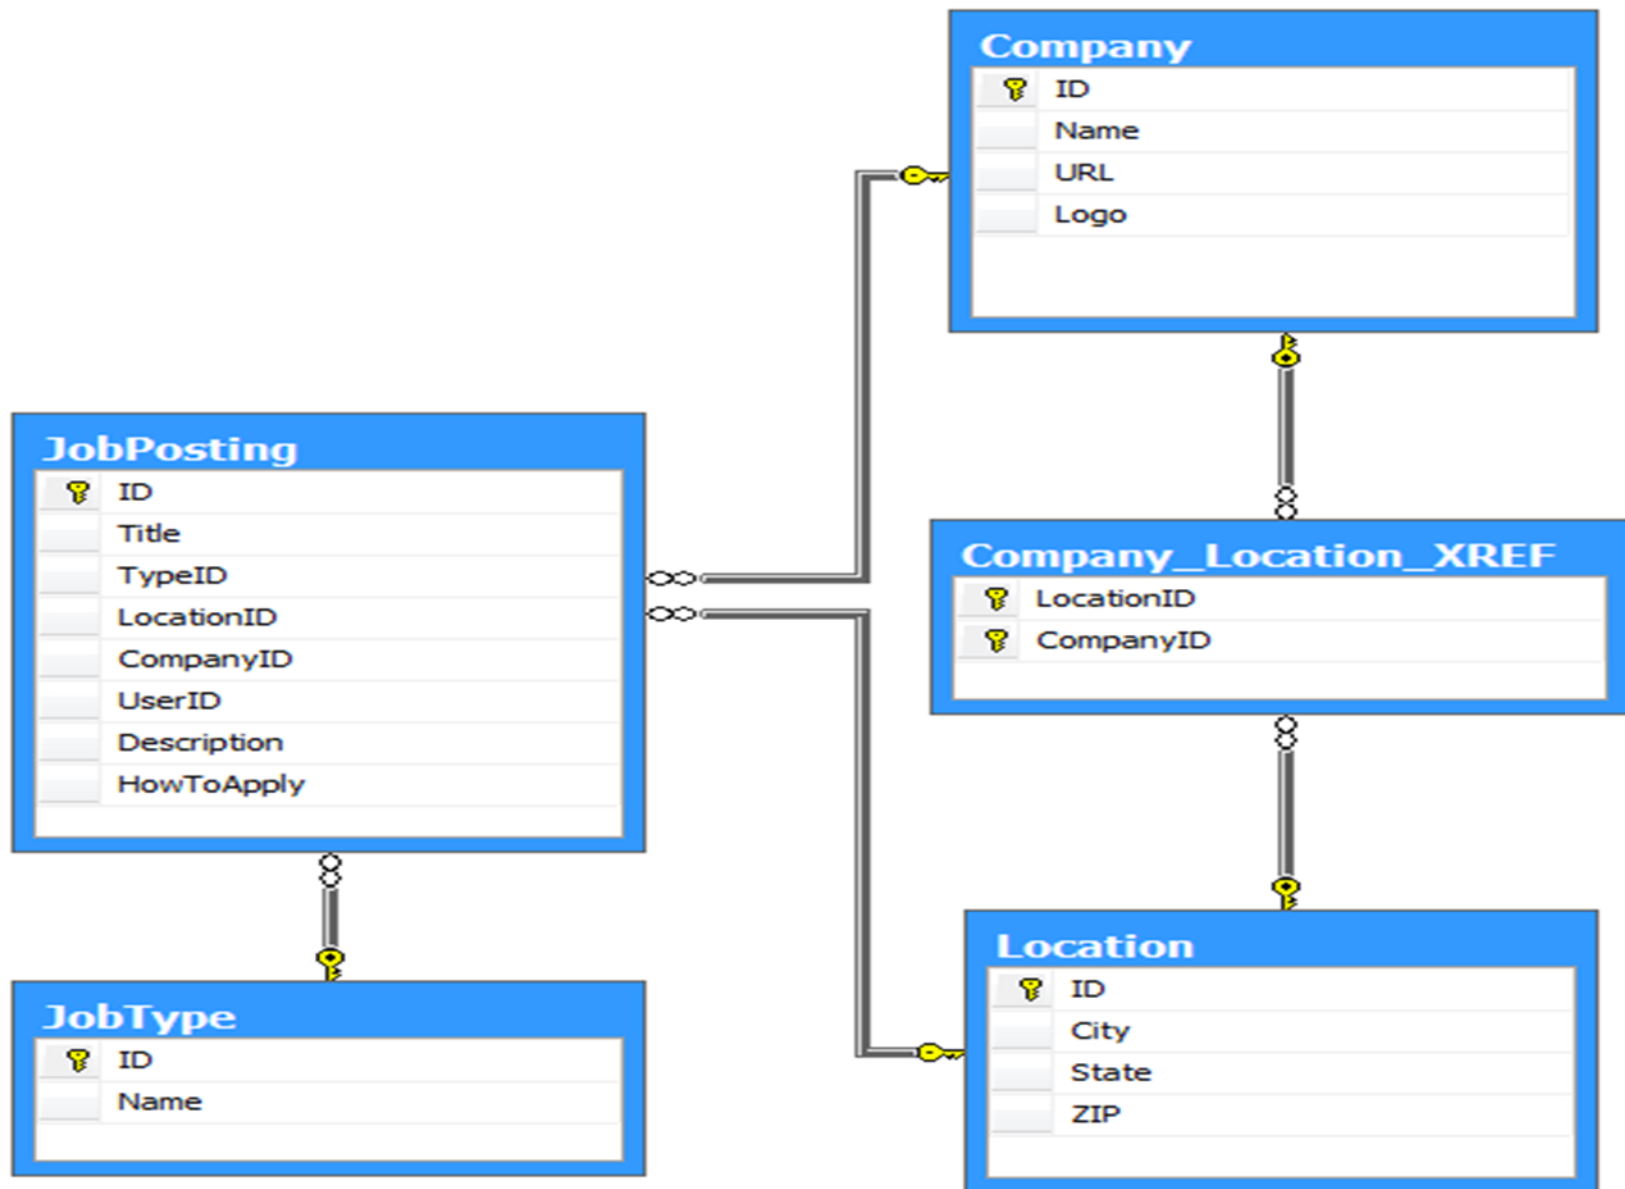 Company
ID
Name
URL
Logo
JobPosting
ID
Title
TypeID
LocationID
CompanyID
UserID
Description
HowToApply
Company_Location_XREF
LocationID
CompanyID
JobType
ID
Name
Location
ID
City
State
ZIP